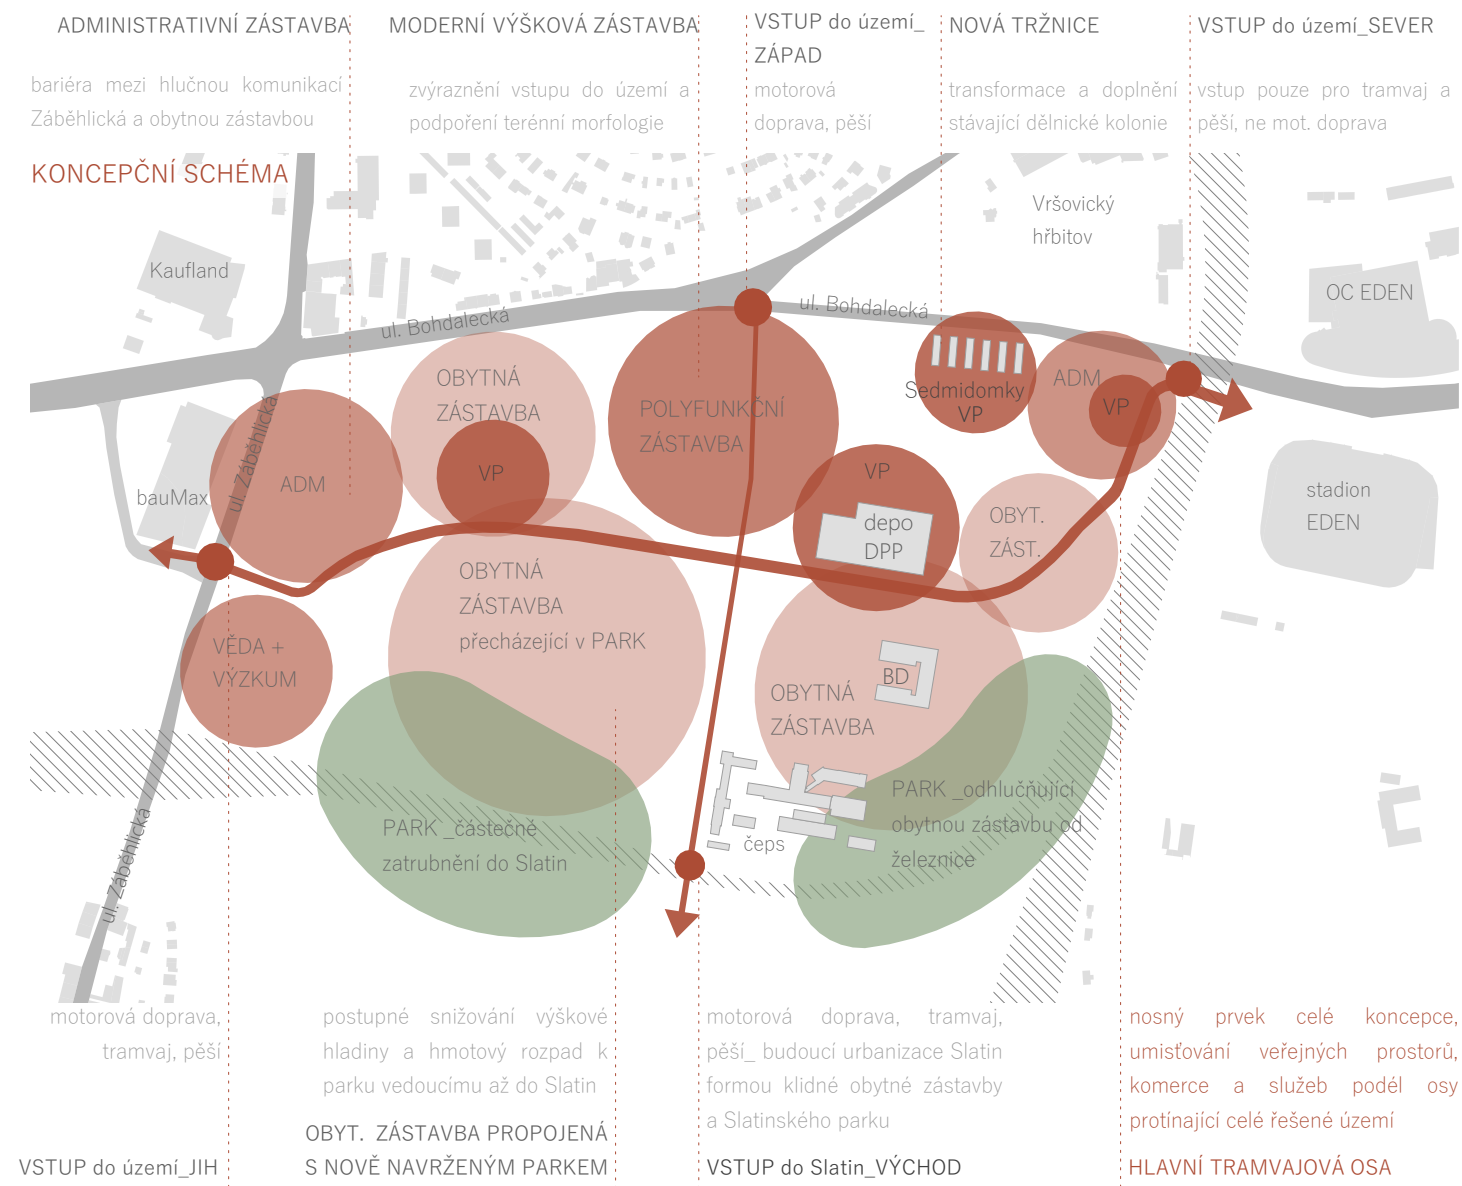 ADMINISTRATIVNÍ ZÁSTAVBA
bariéra mezi hlučnou komunikací
Záběhlická a obytnou zástavbou
MODERNÍ VÝŠKOVÁ ZÁSTAVBA
zvýraznění vstupu do území a
podpoření terénní morfologie
VSTUP do území_
ZÁPAD
motorová
doprava, pěší
NOVÁ TRŽNICE
transformace a doplnění
stávající dělnické kolonie
VSTUP do území_SEVER
vstup pouze pro tramvaj a
pěší, ne mot. doprava
KONCEPČNÍ SCHÉMA
Vršovický
hřbitov
Kaufland
OC EDEN
ul. Bohdalecká
ul. Bohdalecká
OBYTNÁ
ZÁSTAVBA
POLYFUNKČNÍ
ZÁSTAVBA
Sedmidomky
VP
ADM
VP
ul. Záběhlická
bauMax
ADM
VP
VP
depo
DPP
OBYT.
ZÁST.
stadion
EDEN
OBYTNÁ
ZÁSTAVBA
přecházející v PARK
VĚDA +
VÝZKUM
BD
OBYTNÁ
ZÁSTAVBA
PARK _odhlučňující
obytnou zástavbu od
železnice
PARK _částečně
zatrubnění do Slatin
čeps
ul. Záběhlická
motorová doprava,
tramvaj, pěší
VSTUP do území_JIH
postupné snižování výškové
hladiny a hmotový rozpad k
parku vedoucímu až do Slatin
OBYT. ZÁSTAVBA PROPOJENÁ
S NOVĚ NAVRŽENÝM PARKEM
motorová doprava, tramvaj,
pěší_ budoucí urbanizace Slatin
formou klidné obytné zástavby
a Slatinského parku
VSTUP do Slatin_VÝCHOD
nosný prvek celé koncepce,
umisťování veřejných prostorů,
komerce a služeb podél osy
protínající celé řešené území
HLAVNÍ TRAMVAJOVÁ OSA